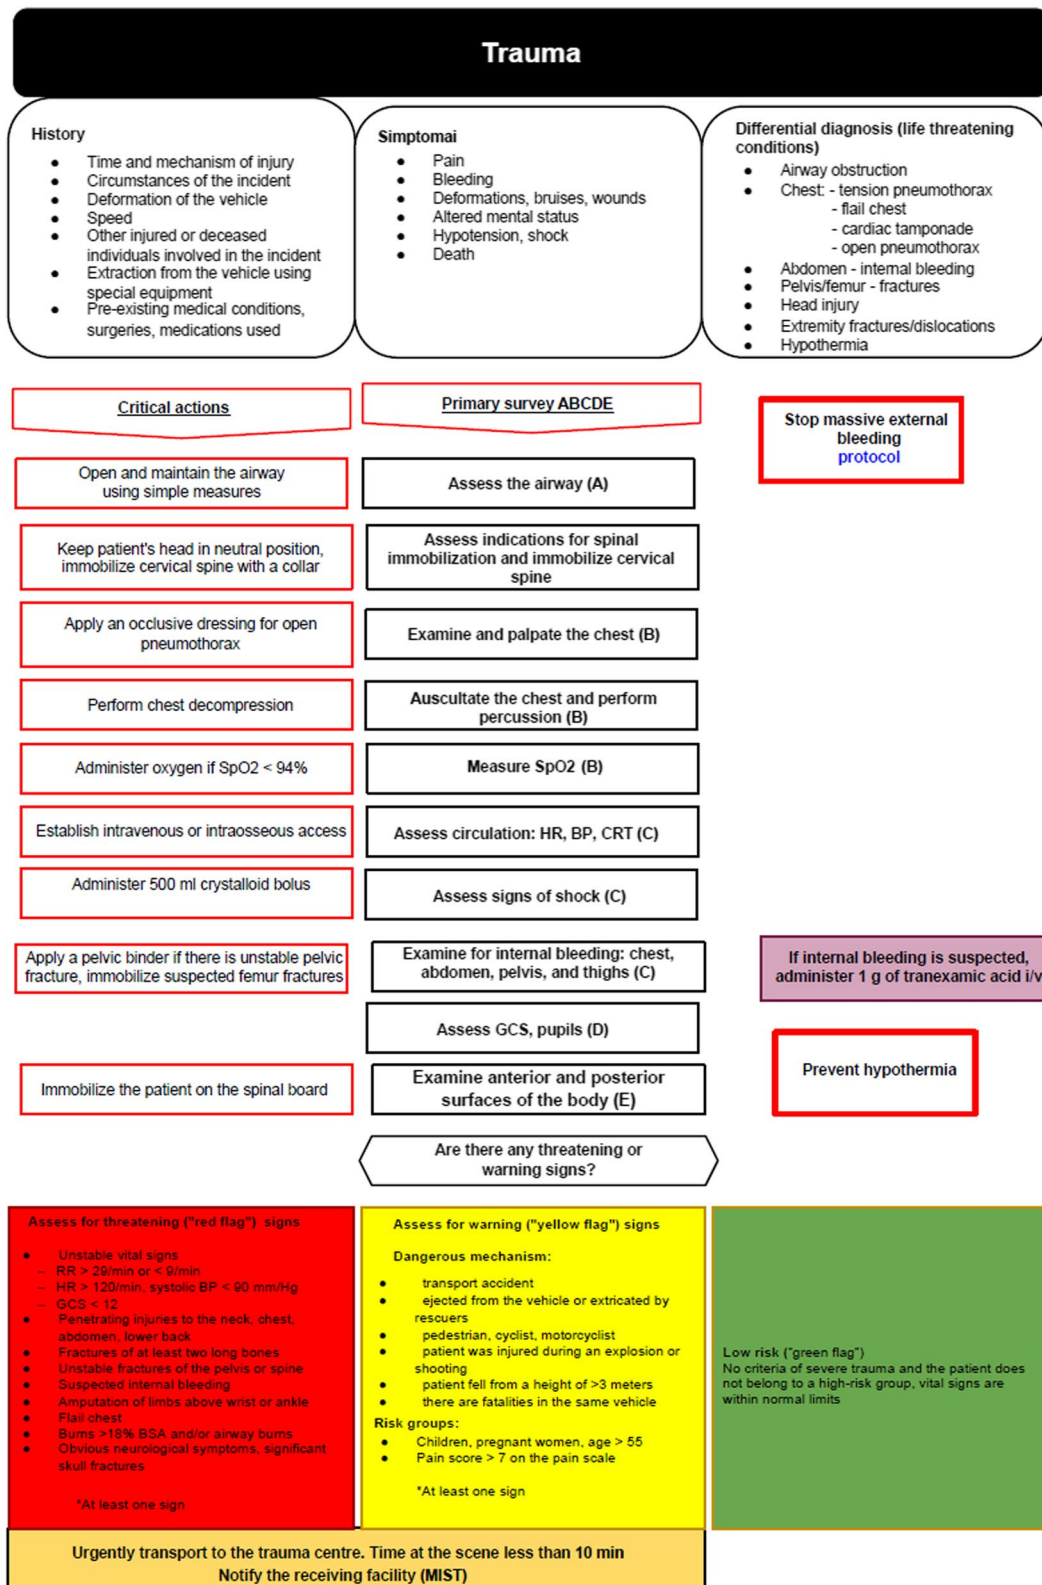 Trauma
History
● Time and mechanism of injury
● Circumstances of the incident
● Deformation of the vehicle
● Speed
● Other injured or deceased
individuals involved in the incident
● Extraction from the vehicle using
special equipment
● Pre-existing medical conditions,
surgeries, medications used
Simptomai
● Pain
● Bleeding
● Deformations, bruises, wounds
● Altered mental status
● Hypotension, shock
● Death
Differential diagnosis (life threatening
conditions)
● Airway obstruction
● Chest: - tension pneumothorax
- flail chest
- cardiac tamponade
- open pneumothorax
● Abdomen - internal bleeding
● Pelvis/femur - fractures
● Head injury
● Extremity fractures/dislocations
● Hypothermia
Critical actions
Primary survey ABCDE
Stop massive external
bleeding
protocol
Open and maintain the airway
using simple measures
Assess the airway (A)
Keep patient's head in neutral position,
immobilize cervical spine with a collar
Assess indications for spinal
immobilization and immobilize cervical
spine
Apply an occlusive dressing for open
pneumothorax
Examine and palpate the chest (B)
Perform chest decompression
Auscultate the chest and perform
percussion (B)
Administer oxygen if SpO2 < 94%
Measure SpO2 (B)
Establish intravenous or intraosseous access
Assess circulation: HR, BP, CRT (C)
Administer 500 ml crystalloid bolus
Assess signs of shock (C)
Apply a pelvic binder if there is unstable pelvic
fracture, immobilize suspected femur fractures
Examine for internal bleeding: chest,
abdomen, pelvis, and thighs (C)
If internal bleeding is suspected,
administer 1 g of tranexamic acid i/v
Assess GCS, pupils (D)
Immobilize the patient on the spinal board
Examine anterior and posterior
surfaces of the body (E)
Prevent hypothermia
Are there any threatening or
warning signs?
Assess for threatening ("red flag") signs
● Unstable vital signs
– RR > 29/min or < 9/min
– HR > 120/min, systolic BP < 90 mm/Hg
– GCS < 12
● Penetrating injuries to the neck, chest,
abdomen, lower back
● Fractures of at least two long bones
● Unstable fractures of the pelvis or spine
● Suspected internal bleeding
● Amputation of limbs above wrist or ankle
● Flail chest
● Burns >18% BSA and/or airway burns
● Obvious neurological symptoms, significant
skull fractures
*At least one sign
Assess for warning ("yellow flag") signs
Dangerous mechanism:
● transport accident
● ejected from the vehicle or extricated by
rescuers
● pedestrian, cyclist, motorcyclist
● patient was injured during an explosion or
shooting
● patient fell from a height of >3 meters
● there are fatalities in the same vehicle
Risk groups:
● Children, pregnant women, age > 55
● Pain score > 7 on the pain scale
*At least one sign
Low risk ("green flag")
No criteria of severe trauma and the patient does
not belong to a high-risk group, vital signs are
within normal limits
Urgently transport to the trauma centre. Time at the scene less than 10 min
Notify the receiving facility (MIST)